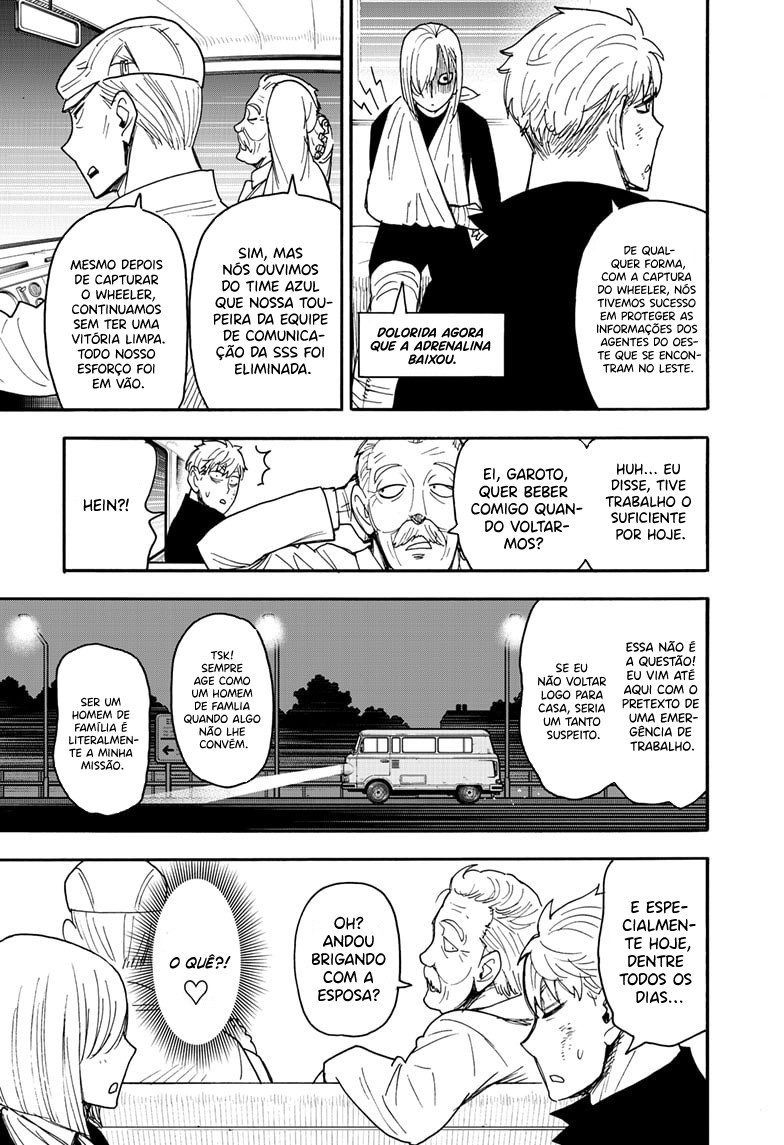 DE QUAL-
QUER FORMA,
COM A CAPTURA
DO WHEELER, NÓS
TIVEMOS SUCESSO
EM PROTEGER AS
INFORMAÇÕES DOS
AGENTES DO OES-
TE QUE SE ENCON-
TRAM NO LESTE.
DOLORIDA AGORA
QUE A ADRENALINA
BAIXOU.
SIM, MAS
NÓS OUVIMOS
DO TIME AZUL
QUE NOSSA TOU-
PEIRA DA EQUIPE
DE COMUNICA-
ÇÃO DA SSS FOI
ELIMINADA.
MESMO DEPOIS
DE CAPTURAR
O WHEELER,
CONTINUAMOS
SEM TER UMA
VITÓRIA LIMPA.
TODO NOSSO
ESFORÇO FOI
EM VÃO.
HUH... EU
DISSE, TIVE
TRABALHO O
SUFICIENTE
POR HOJE.
EI, GAROTO,
QUER BEBER
COMIGO QUAN-
DO VOLTAR-
MOS?
HEIN?!
ESSA NÃO É
A QUESTÃO!
EU VIM ATÉ
AQUI COM O
PRETEXTO DE
UMA EMER-
GÊNCIA DE
TRABALHO.
SE EU
NÃO VOLTAR
LOGO PARA
CASA, SERIA
UM TANTO
SUSPEITO.
TSK!
SEMPRE
AGE COMO
UM HOMEM
DE FAMLIA
QUANDO ALGO
NÃO LHE
CONVÉM.
SER UM
HOMEM DE
FAMÍLIA É
LITERALMEN-
TE A MINHA
MISSÃO.
E ESPE-
CIALMEN-
TE HOJE,
DENTRE
TODOS OS
DIAS...
OH?
ANDOU
BRIGANDO
COM A
ESPOSA?
O QUÊ?!
♡